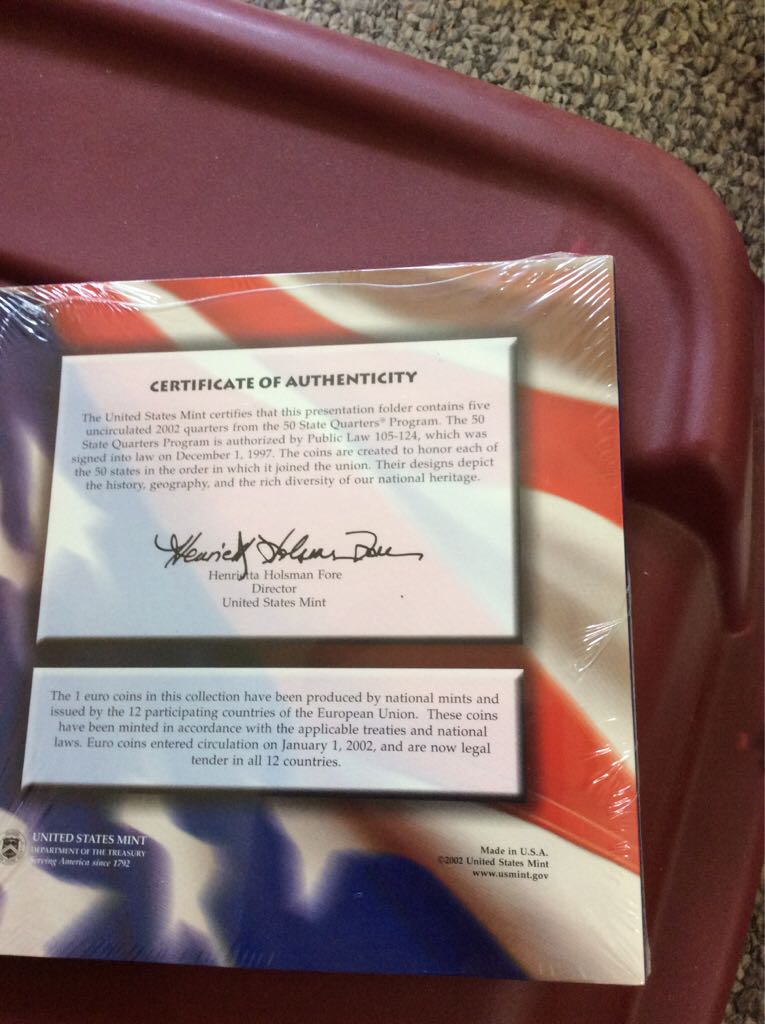 CERTIFICATE OF AUTHENTICITY
The United States Mint certifies that this presentation folder contains five
uncirculated 2002 quarters from the 50 State Quarters® Program. The 50
State Quarters Program is authorized by Public Law 105-124, which was
signed into law on December 1, 1997. The coins are created to honor each of
the 50 states in the order in which it joined the union. Their designs depict
the history, geography, and the rich diversity of our national heritage.
Henrietta Holsman Fore
Henrietta Holsman Fore
Director
United States Mint
The 1 euro coins in this collection have been produced by national mints and
issued by the 12 participating countries of the European Union. These coins
have been minted in accordance with the applicable treaties and national
laws. Euro coins entered circulation on January 1, 2002, and are now legal
tender in all 12 countries.
UNITED STATES MINT
DEPARTMENT OF THE TREASURY
Serving America since 1792
Made in U.S.A.
©2002 United States Mint
www.usmint.gov